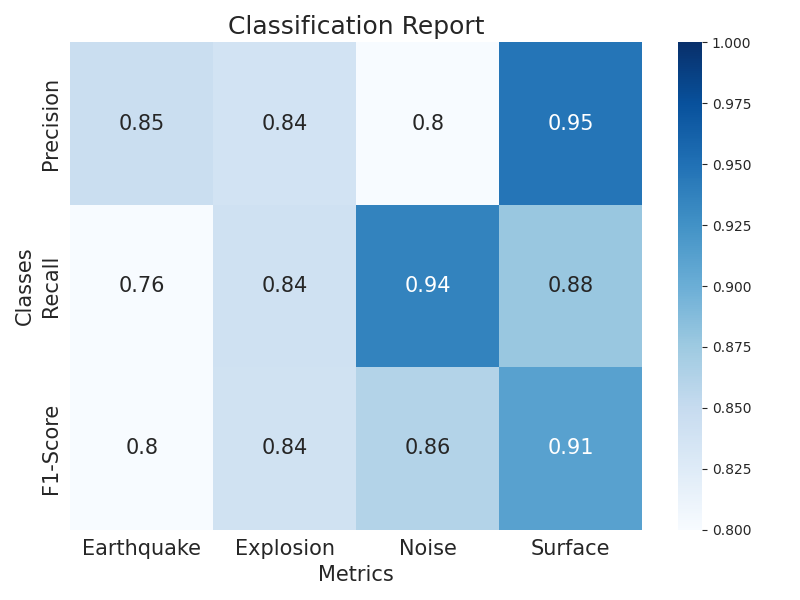 Classification Report
Precision
0.85
0.84
0.8
0.95
Classes
Recall
0.76
0.84
0.94
0.88
F1-Score
0.8
0.84
0.86
0.91
Earthquake
Explosion
Noise
Surface
Metrics
1.000
0.975
0.950
0.925
0.900
0.875
0.850
0.825
0.800